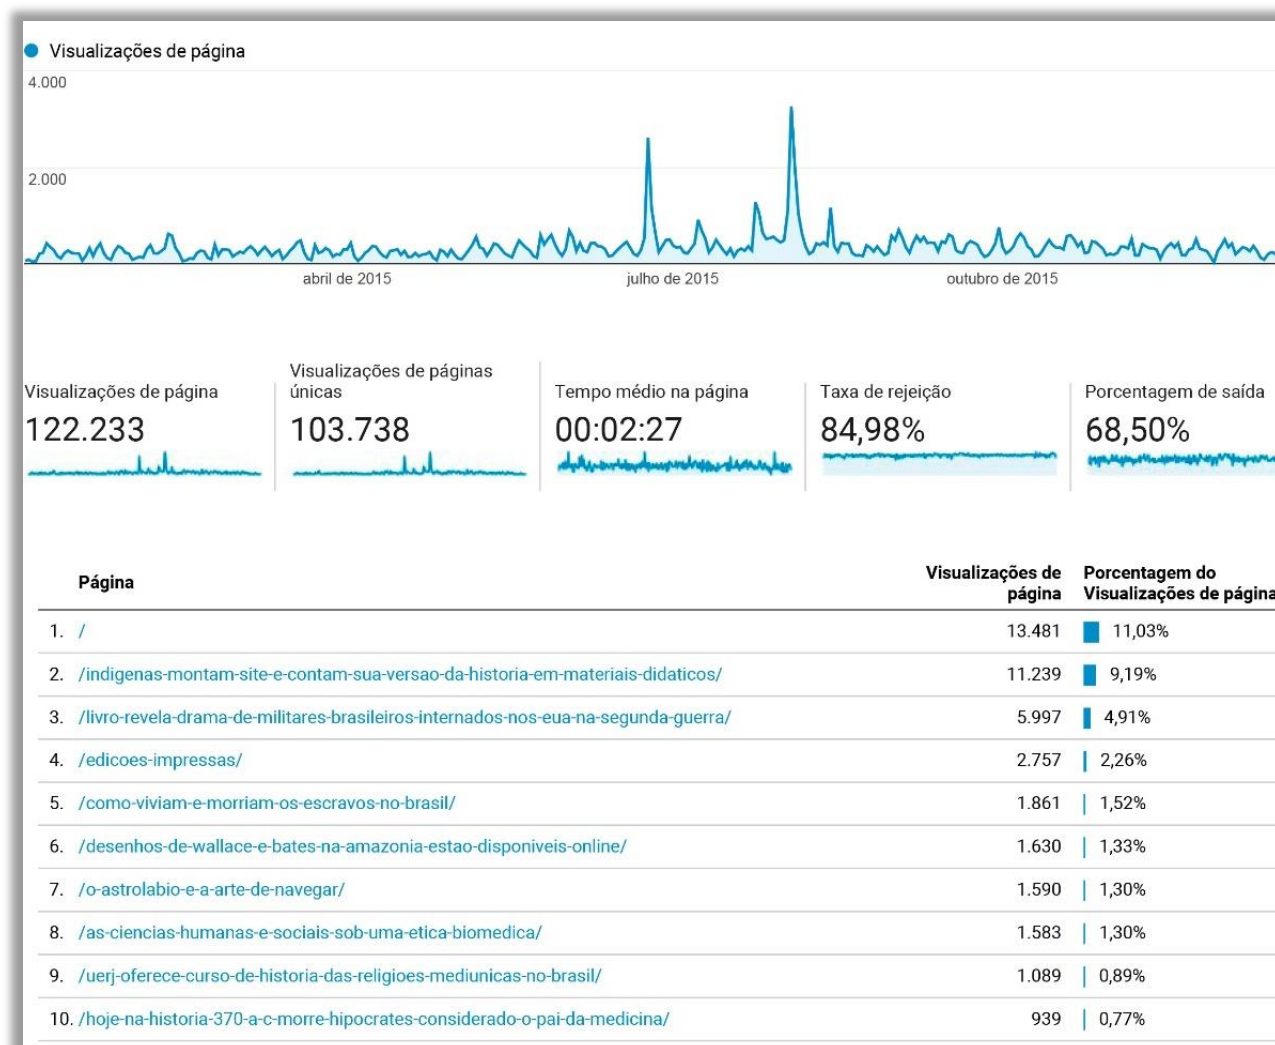 Visualizações de página
4.000
2.000
abril de 2015 julho de 2015 outubro de 2015
Visualizações de página
122.233
Visualizações de páginas
únicas
103.738
Tempo médio na página
00:02:27
Taxa de rejeição
84,98%
Porcentagem de saída
68,50%
Página Visualizações de página Porcentagem do Visualizações de página
1. / 13.481 11,03%
2. /indigenas-montam-site-e-contam-sua-versao-da-historia-em-materiais-didaticos/ 11.239 9,19%
3. /livro-revela-drama-de-militares-brasileiros-internados-nos-eua-na-segunda-guerra/ 5.997 4,91%
4. /edicoes-impressas/ 2.757 2,26%
5. /como-viviam-e-morriam-os-escravos-no-brasil/ 1.861 1,52%
6. /desenhos-de-wallace-e-bates-na-amazonia-estao-disponiveis-online/ 1.630 1,33%
7. /o-astrolabio-e-a-arte-de-navegar/ 1.590 1,30%
8. /as-ciencias-humanas-e-sociais-sob-uma-etica-biomedica/ 1.583 1,30%
9. /uerj-oferece-curso-de-historia-das-religioes-mediunicas-no-brasil/ 1.089 0,89%
10. /hoje-na-historia-370-a-c-morre-hipocrates-considerado-o-pai-da-medicina/ 939 0,77%